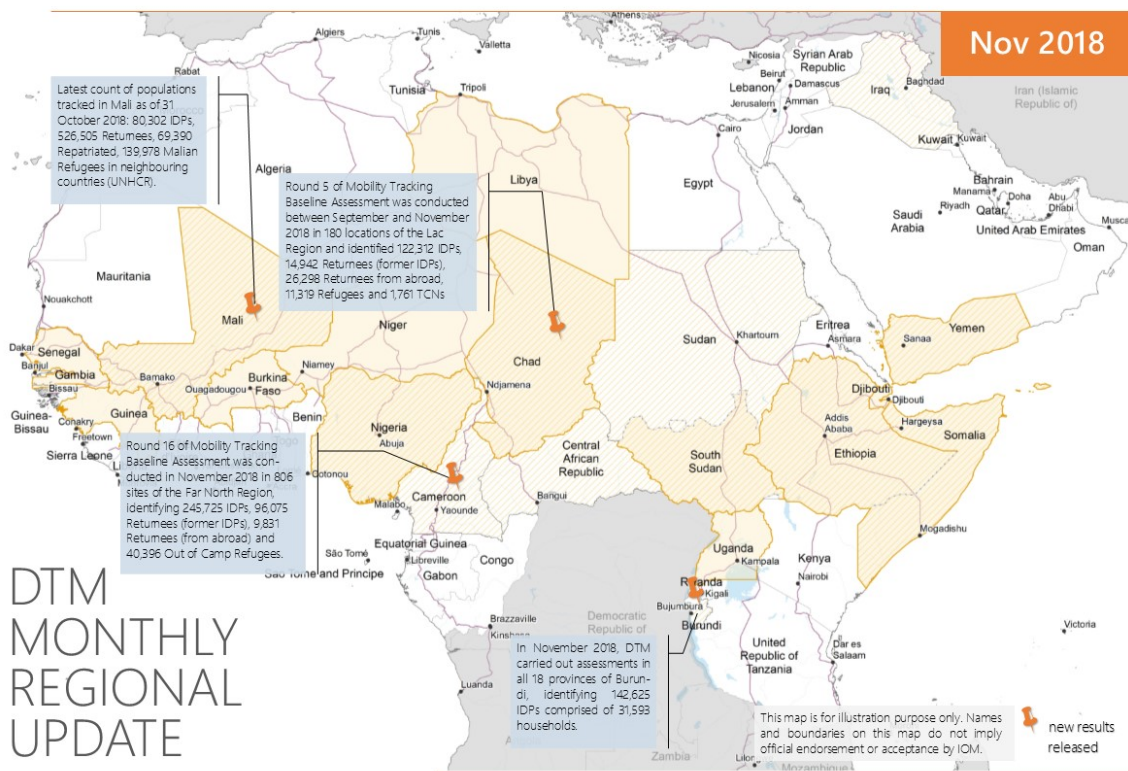 Nov 2018
Latest count of populations
tracked in Mali as of 31
October 2018: 80,302 IDPs,
526,505 Returnees, 69,390
Repatriated, 139,978 Malian
Refugees in neighbouring
countries (UNHCR).
Round 5 of Mobility Tracking
Baseline Assessment was conducted
between September and November
2018 in 180 locations of the Lac
Region and identified 122,312 IDPs,
14,942 Returnees (former IDPs),
26,298 Returnees from abroad,
11,319 Refugees and 1,761 TCNs
Round 16 of Mobility Tracking
Baseline Assessment was con-
ducted in November 2018 in 806
sites of the Far North Region,
identifying 245,725 IDPs, 96,075
Returnees (former IDPs), 9,831
Returnees (from abroad) and
40,396 Out of Camp Refugees.
In November 2018, DTM
carried out assessments in
all 18 provinces of Burun-
di, identifying 142,625
IDPs comprised of 31,593
households.
DTM
MONTHLY
REGIONAL
UPDATE
This map is for illustration purpose only. Names
and boundaries on this map do not imply
official endorsement or acceptance by IOM.
new results
released
Athens
Algiers
Tunis
Valletta
Rabat
Tunisia
Tripoli
Nicosia
Syrian Arab
Republic
Beirut
Lebanon
Damascus
Jerusalem
Amman
Jordan
Iraq
Baghdad
Iran (Islamic
Republic of)
Cairo
Kuwait
Kuwait
Algeria
Libya
Egypt
Bahrain
Manama
Doha
Qatar
Abu
Dhabi
Riyadh
Saudi
Arabia
United Arab Emirates
Muscat
Oman
Mauritania
Nouakchott
Mali
Niger
Chad
Sudan
Khartoum
Eritrea
Asmara
Yemen
Sanaa
Dakar
Senegal
Banjul
Gambia
Bissau
Guinea-
Bissau
Bamako
Ouagadougou
Burkina
Faso
Niamey
Ndjamena
Djibouti
Djibouti
Guinea
Conakry
Freetown
Sierra Leone
Benin
Togo
Cotonou
Nigeria
Abuja
Central
African
Republic
South
Sudan
Addis
Ababa
Ethiopia
Hargeysa
Somalia
Cameroon
Yaounde
Malabo
Bangui
Equatorial Guinea
São Tomé
Sao Tome and Principe
Libreville
Gabon
Congo
Uganda
Kampala
Kenya
Nairobi
Mogadishu
Rwanda
Kigali
Bujumbura
Burundi
Democratic
Republic of
Brazzaville
Kinshasa
United
Republic of
Tanzania
Dar es
Salaam
Victoria
Luanda
Zambia